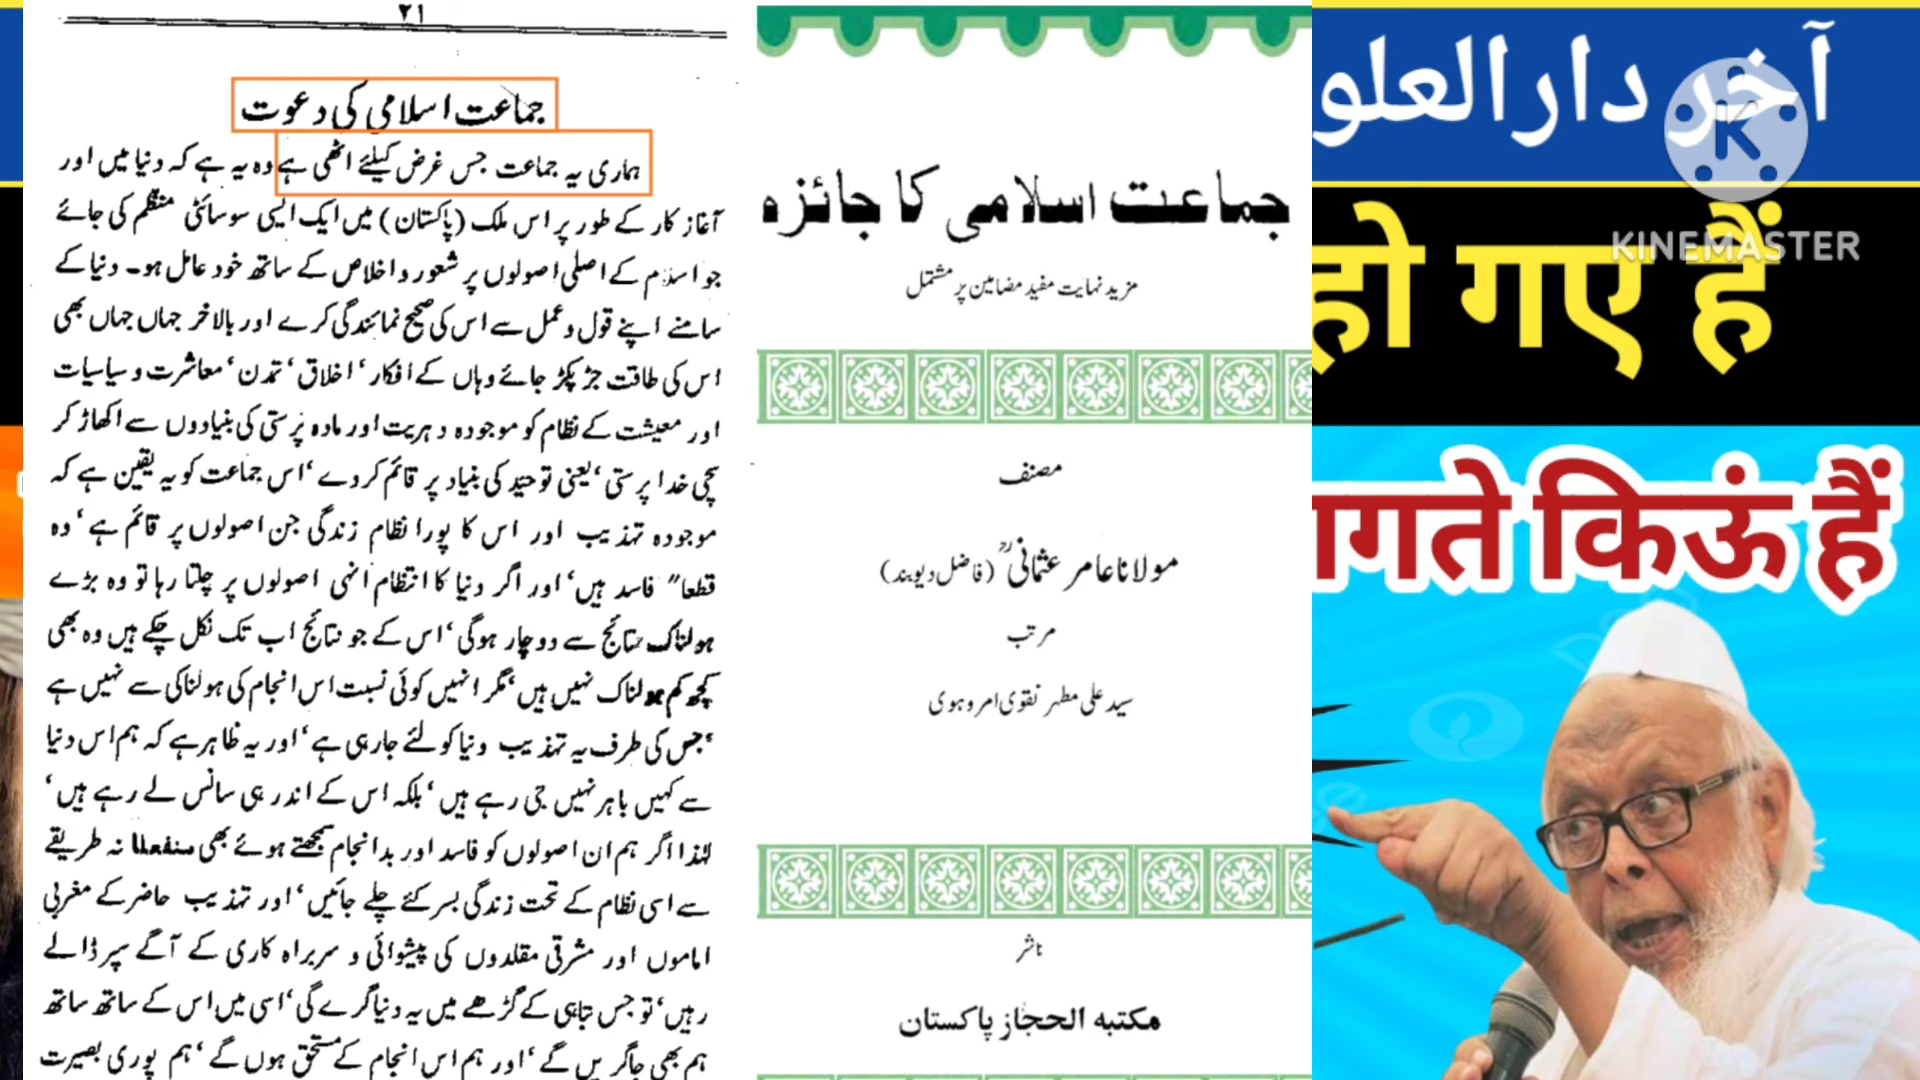 ۲۱
جماعت اسلامی کی دعوت
ہماری یہ جماعت جس غرض کیلئے اٹھی ہے وہ یہ ہے کہ دنیا میں اور
آغاز کار کے طور پر اس ملک (پاکستان) میں ایک ایسی سوسائٹی منظم کی جائے
جو اسلام کے اصلی اصولوں پر شعور و اخلاص کے ساتھ خود عامل ہو۔ دنیا کے
سامنے اپنے قول و عمل سے اس کی صحیح نمائندگی کرے اور بالآخر جہاں جہاں بھی
اس کی طاقت جڑ پکڑ جائے وہاں کے افکار ‘ اخلاق ‘ تمدن ‘ معاشرت و سیاسیات
اور معیشت کے نظام کو موجودہ دہریت اور مادہ پرستی کی بنیادوں سے اکھاڑ کر
سچی خدا پرستی ‘ یعنی توحید کی بنیاد پر قائم کر دے ‘ اس جماعت کو یہ یقین ہے کہ
موجودہ تہذیب اور اس کا پورا نظام زندگی جن اصولوں پر قائم ہے ‘ وہ
قطعا" فاسد ہیں ‘ اور اگر دنیا کا انتظام انہی اصولوں پر چلتا رہا تو وہ بڑے
ہولناک نتائج سے دوچار ہوگی ‘ اس کے جو نتائج اب تک نکل چکے ہیں وہ بھی
کچھ کم ہولناک نہیں ہیں ‘ مگر انہیں کوئی نسبت اس انجام کی ہولناکی سے نہیں ہے
‘ جس کی طرف یہ تہذیب دنیا کو لئے جارہی ہے ‘ اور یہ ظاہر ہے کہ ہم اس دنیا
سے کہیں باہر نہیں جی رہے ہیں ‘ بلکہ اس کے اندر ہی سانس لے رہے ہیں ‘
لہٰذا اگر ہم ان اصولوں کو فاسد اور بد انجام سمجھتے ہوئے بھی نہ طریقے
سے اسی نظام کے تحت زندگی بسر کئے چلے جائیں ‘ اور تہذیب حاضر کے مغربی
اماموں اور مشرقی مقلدوں کی پیشوائی و سربراہ کاری کے آگے سپر ڈالے
رہیں ‘ تو جس تباہی کے گڑھے میں یہ دنیا گرے گی ‘ اسی میں اس کے ساتھ ساتھ
ہم بھی جا گریں گے ‘ اور ہم اس انجام کے مستحق ہوں گے ‘ ہم پوری بصیرت
جماعت اسلامی کا جائزہ
مزید نہایت مفید مضامین پر مشتمل
مصنف
مولانا عامر عثمانیؒ (فاضل دیوبند)
مرتب
سید علی مطہر نقوی امروہوی
ناشر
مکتبہ الحجاز پاکستان
آخر دارالعلو
KINEMASTER
हो गए हैं
गते किऊं हैं